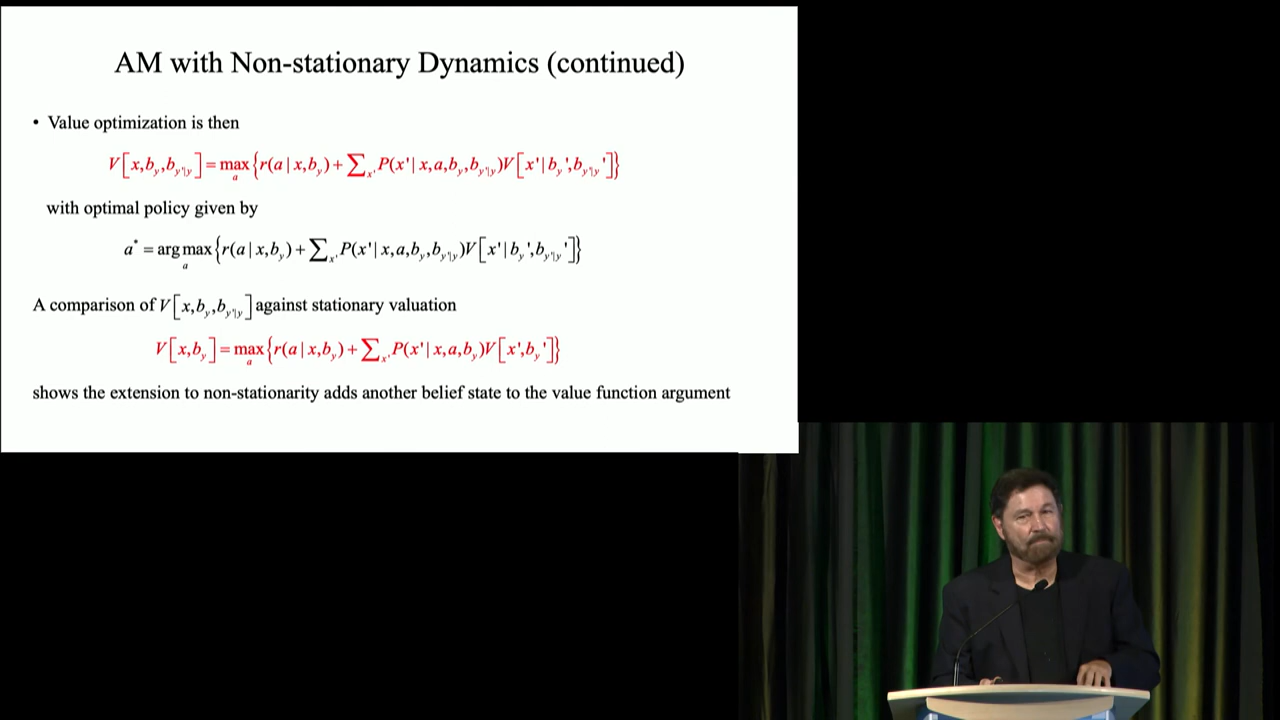 AM with Non-stationary Dynamics (continued)
• Value optimization is then
V[x,b_y,b_{y'|y}] = max_a {r(a | x,b_y) + ∑_{x'} P(x' | x,a,b_y,b_{y'|y})V[x' | b_y',b_{y'|y}']}
with optimal policy given by
a* = arg max_a {r(a | x,b_y) + ∑_{x'} P(x' | x,a,b_y,b_{y'|y})V[x' | b_y',b_{y'|y}']}
A comparison of V[x,b_y,b_{y'|y}] against stationary valuation
V[x,b_y] = max_a {r(a | x,b_y) + ∑_{x'} P(x' | x,a,b_y)V[x',b_y']}
shows the extension to non-stationarity adds another belief state to the value function argument